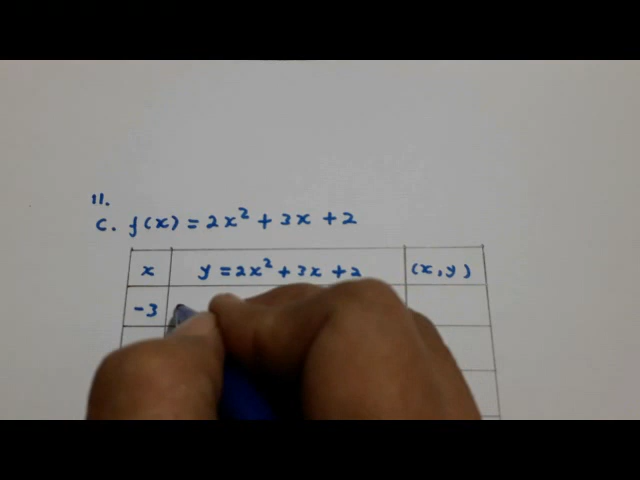 11.
c. f(x) = 2x² + 3x + 2
x y = 2x² + 3x + 2 (x, y)
-3